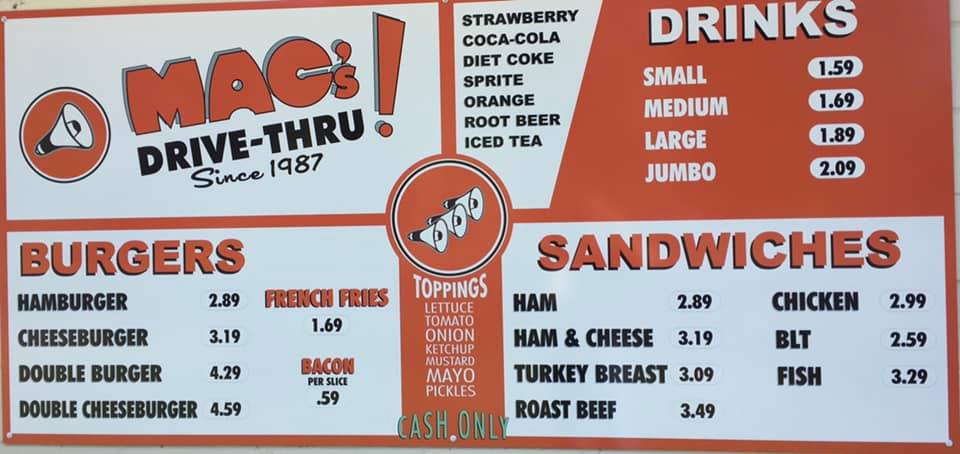 MAC's!
DRIVE-THRU
Since 1987
STRAWBERRY
COCA-COLA
DIET COKE
SPRITE
ORANGE
ROOT BEER
ICED TEA
DRINKS
SMALL 1.59
MEDIUM 1.69
LARGE 1.89
JUMBO 2.09
BURGERS
HAMBURGER 2.89
CHEESEBURGER 3.19
DOUBLE BURGER 4.29
DOUBLE CHEESEBURGER 4.59
FRENCH FRIES
1.69
BACON
PER SLICE
.59
TOPPINGS
LETTUCE
TOMATO
ONION
KETCHUP
MUSTARD
MAYO
PICKLES
CASH ONLY
SANDWICHES
HAM 2.89
HAM & CHEESE 3.19
TURKEY BREAST 3.09
ROAST BEEF 3.49
CHICKEN 2.99
BLT 2.59
FISH 3.29